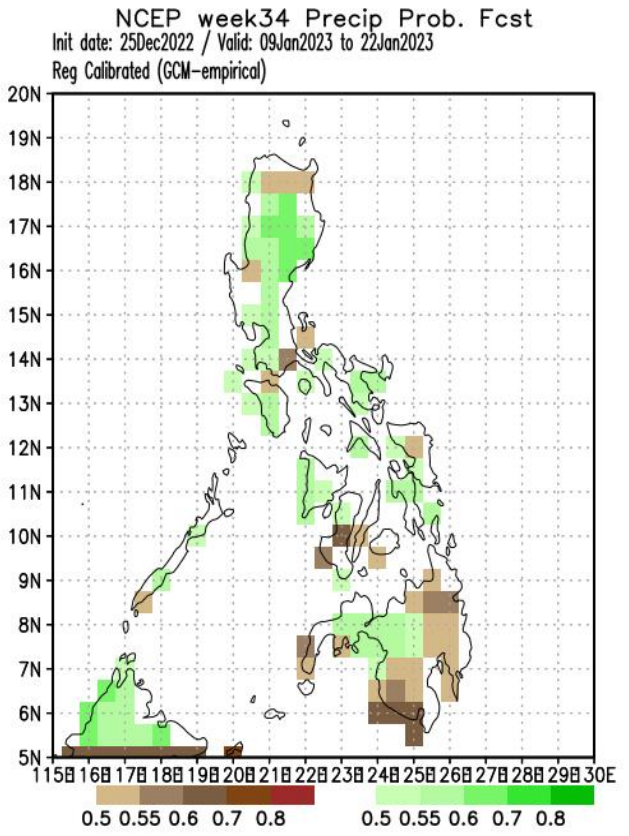 NCEP week34 Precip Prob. Fcst
Init date: 25Dec2022 / Valid: 09Jan2023 to 22Jan2023
Reg Calibrated (GCM-empirical)
20N
19N
18N
17N
16N
15N
14N
13N
12N
11N
10N
9N
8N
7N
6N
5N
115E 116E 117E 118E 119E 120E 121E 122E 123E 124E 125E 126E 127E 128E 129E 130E
0.5 0.55 0.6 0.7 0.8 0.5 0.55 0.6 0.7 0.8